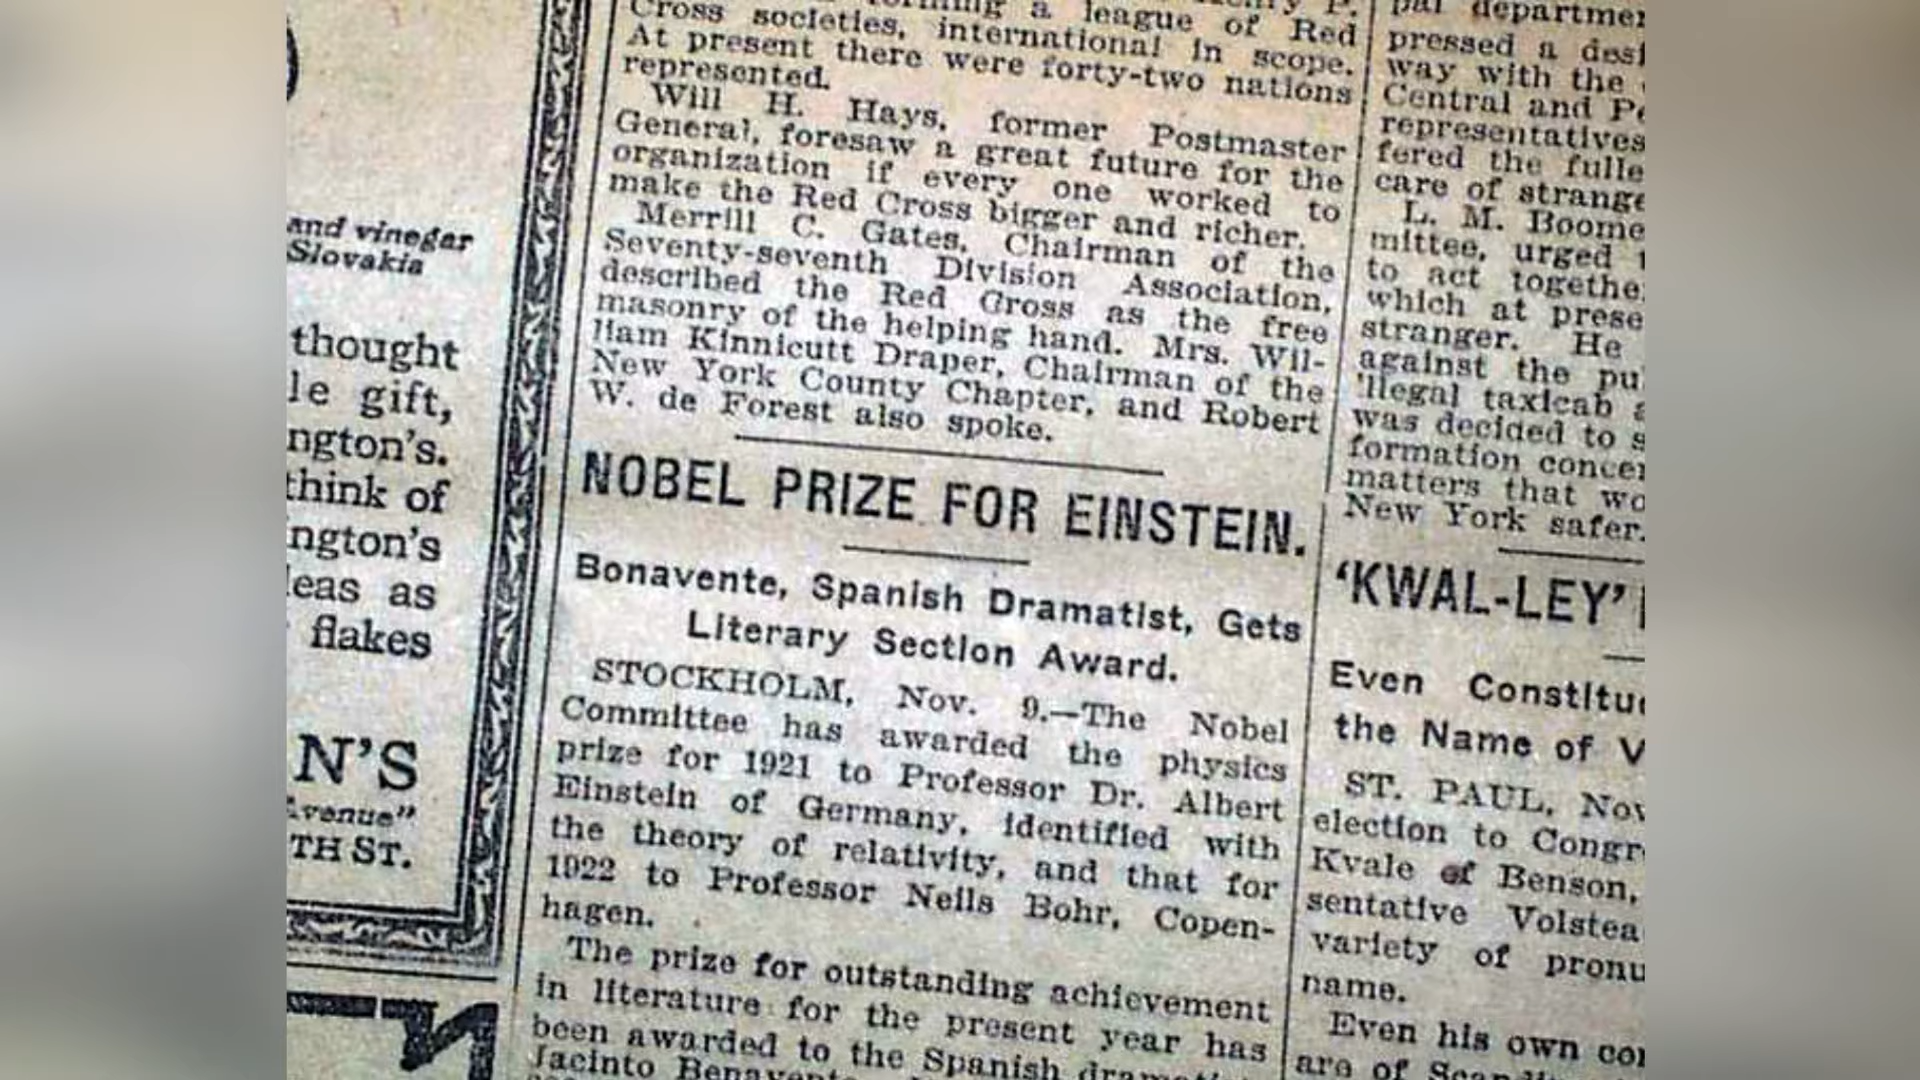 and vinegar
Slovakia
thought
le gift,
ngton's.
think of
ngton's
eas as
flakes
N'S
venue"
TH ST.
a league of Red
Cross societies, international in scope.
At present there were forty-two nations
represented.
Will H. Hays, former Postmaster
General, foresaw a great future for the
organization if every one worked to
make the Red Cross bigger and richer.
Merrill C. Gates, Chairman of the
Seventy-seventh Division Association,
described the Red Cross as the free
masonry of the helping hand. Mrs. Wil-
liam Kinnicutt Draper, Chairman of the
New York County Chapter, and Robert
W. de Forest also spoke.
NOBEL PRIZE FOR EINSTEIN.
Bonavente, Spanish Dramatist, Gets
Literary Section Award.
STOCKHOLM, Nov. 9.—The Nobel
Committee has awarded the physics
prize for 1921 to Professor Dr. Albert
Einstein of Germany, identified with
the theory of relativity, and that for
1922 to Professor Neils Bohr, Copen-
hagen.
The prize for outstanding achievement
in literature for the present year has
been awarded to the Spanish
Jacinto
departme
pressed a des
way with the
Central and P
representatives
fered the fulle
care of strange
L. M. Boome
mittee, urged
to act togethe
which at prese
stranger. He
against the pu
illegal taxicab
was decided to s
formation concer
matters that wo
New York safer.
'KWAL-LEY'
Even Constitu
the Name of V
ST. PAUL, Nov
election to Congr
Kvale of Benson,
sentative Volstea
variety of pronu
name.
Even his own co
are of